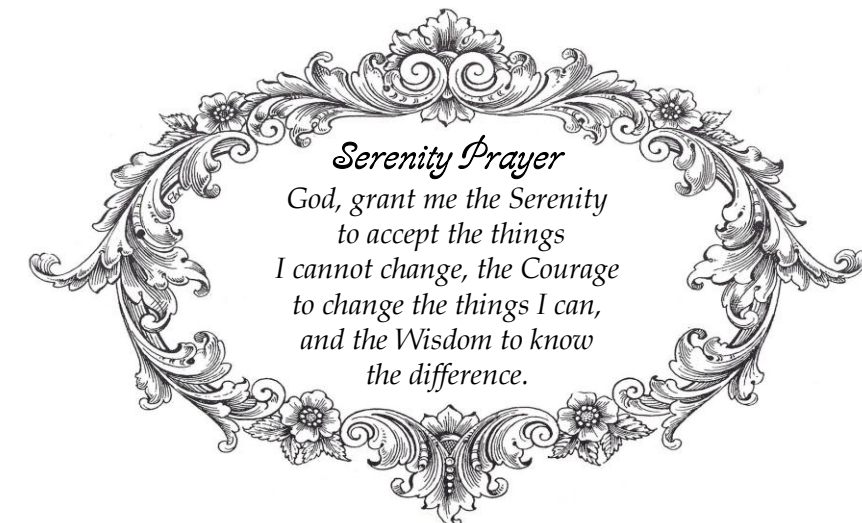 Serenity Prayer
God, grant me the Serenity
to accept the things
I cannot change, the Courage
to change the things I can,
and the Wisdom to know
the difference.